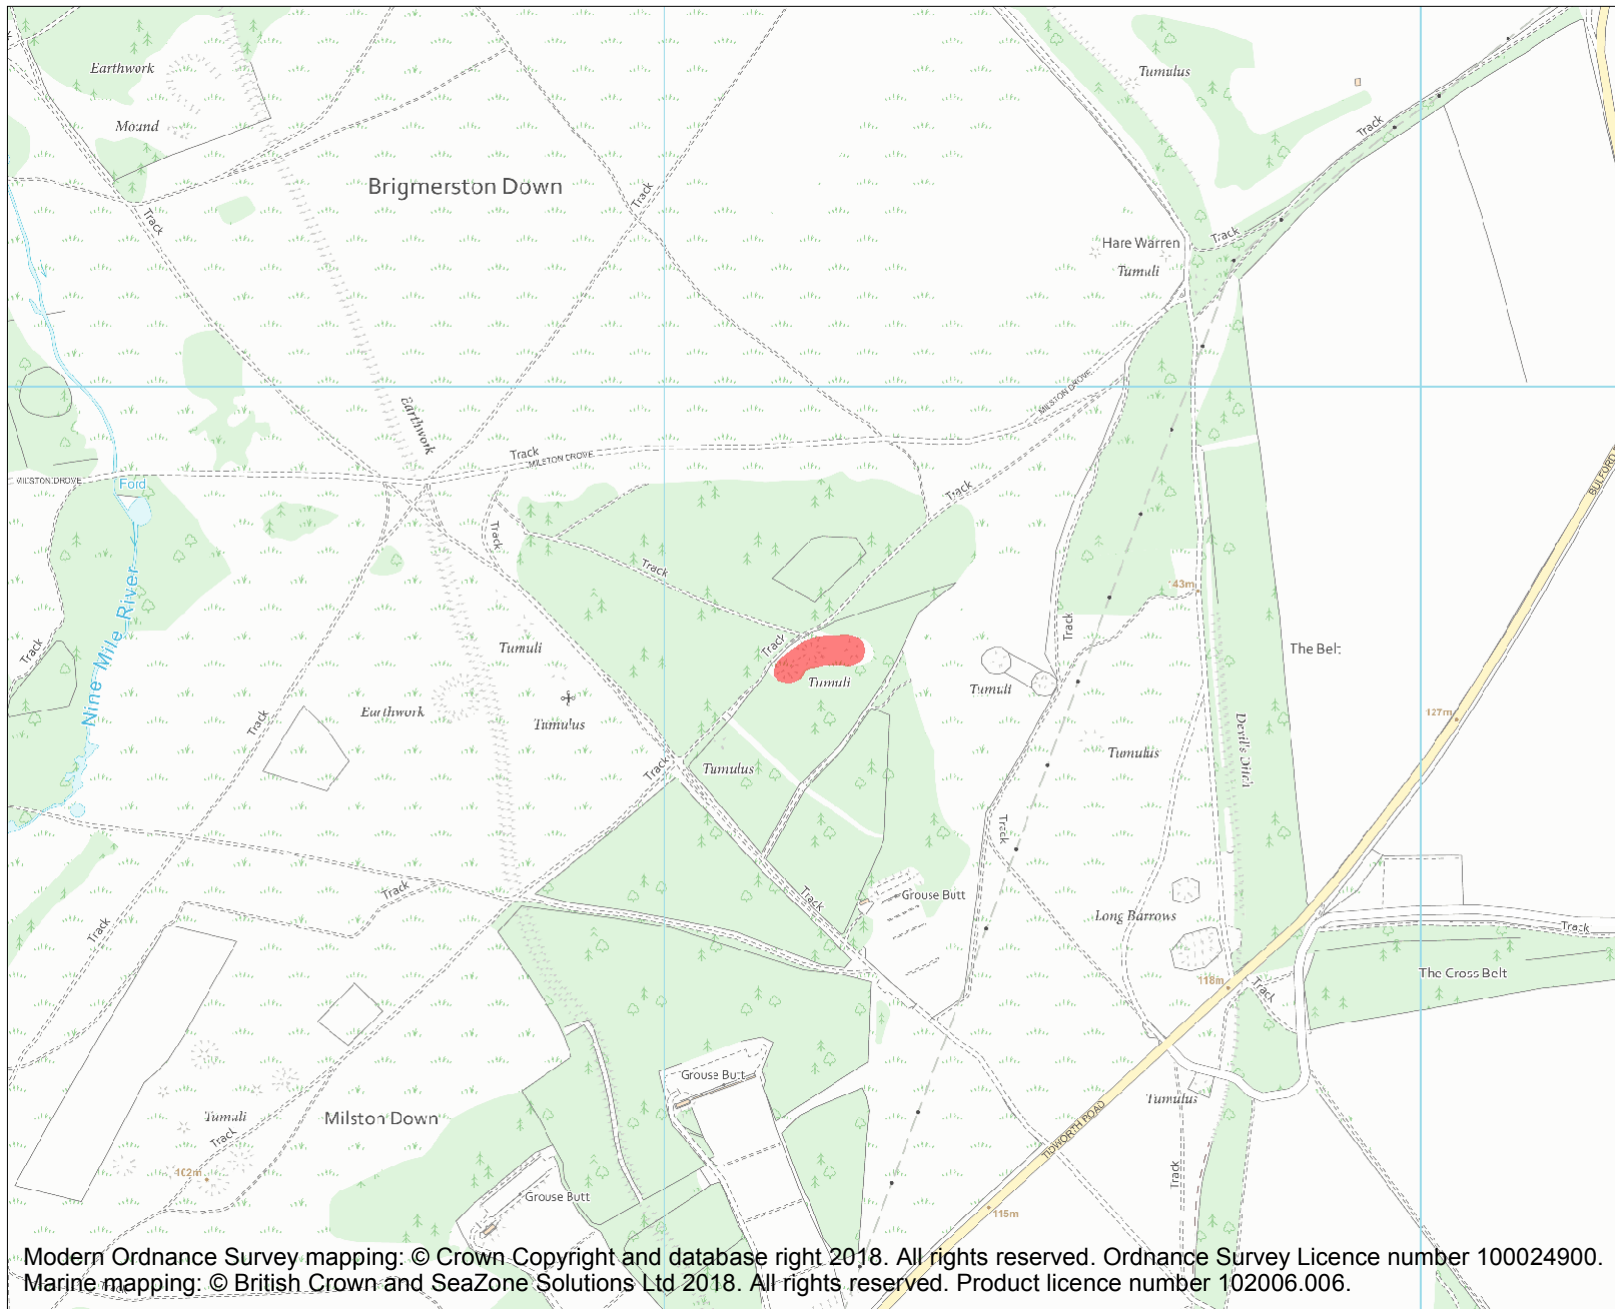 Earthwork
Tumulus
Mound
Track
Brigmerston Down
Track
Track
Track
Hare Warren
Tumuli
MILSTON DROVE
Earthwork
Track
MILSTON DROVE
MILSTON DROVE
Ford
Track
BULFORD
Track
Track
143m
Nine Mile River
Track
Tumuli
Track
Track
The Belt
Tumuli
Tumuli
Earthwork
Tumulus
Track
127m
Tumulus
Devil's Ditch
Tumulus
Track
Track
Track
Track
Grouse Butt
Long Barrows
Track
Track
The Cross Belt
118m
Track
Grouse Butt
Tumulus
Tumuli
Milston Down
Track
TIDWORTH ROAD
102m
Track
Grouse Butt
115m
Modern Ordnance Survey mapping: © Crown Copyright and database right 2018. All rights reserved. Ordnance Survey Licence number 100024900.
Marine mapping: © British Crown and SeaZone Solutions Ltd 2018. All rights reserved. Product licence number 102006.006.
Track